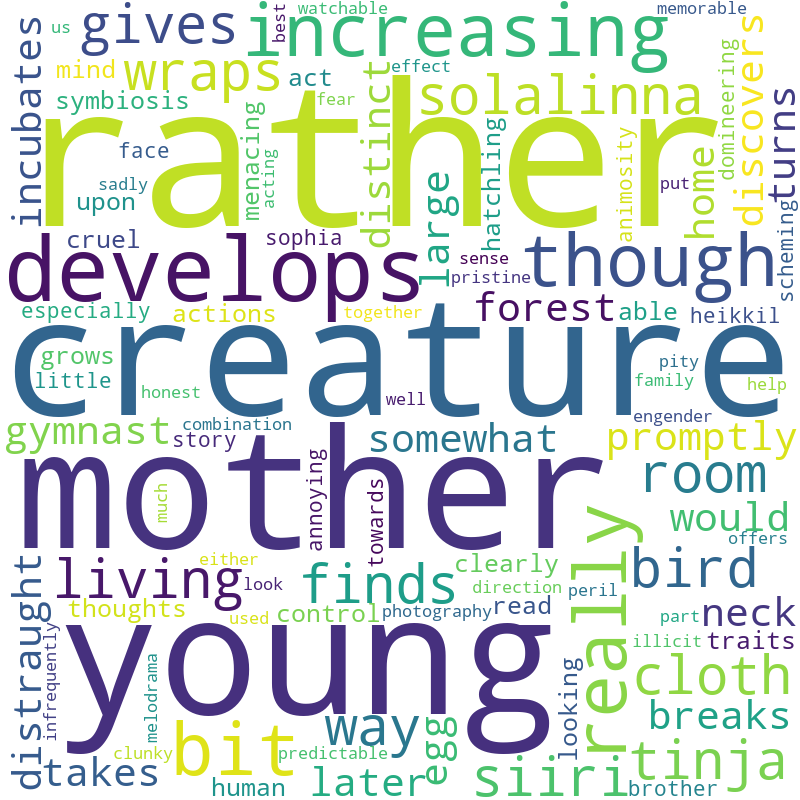 us
gives
best
increasing
watchable
memorable
incubates
mind
wraps
act
effect
solalinna
domineering
discovers
turns
symbiosis
fear
rather
distinct
menacing
acting
face
sadly
upon
hatchling
animosity
put
home
cruel
sophia
large
sense
pristine
though
scheming
develops
especially
actions
together
forest
able
heikkil
creature
grows
little
honest
well
pity
family
help
gymnast
combination
story
somewhat
engender
promptly
mother
much
annoying
towards
room
would
offers
really
distraught
living
either
look
finds
clearly
direction
peril
bird
thoughts
used
control
photography
read
part
neck
illicit
traits
infrequently
young
melodrama
looking
cloth
breaks
way
egg
bit
clunky
predictable
takes
human
later
siiri
tinja
brother